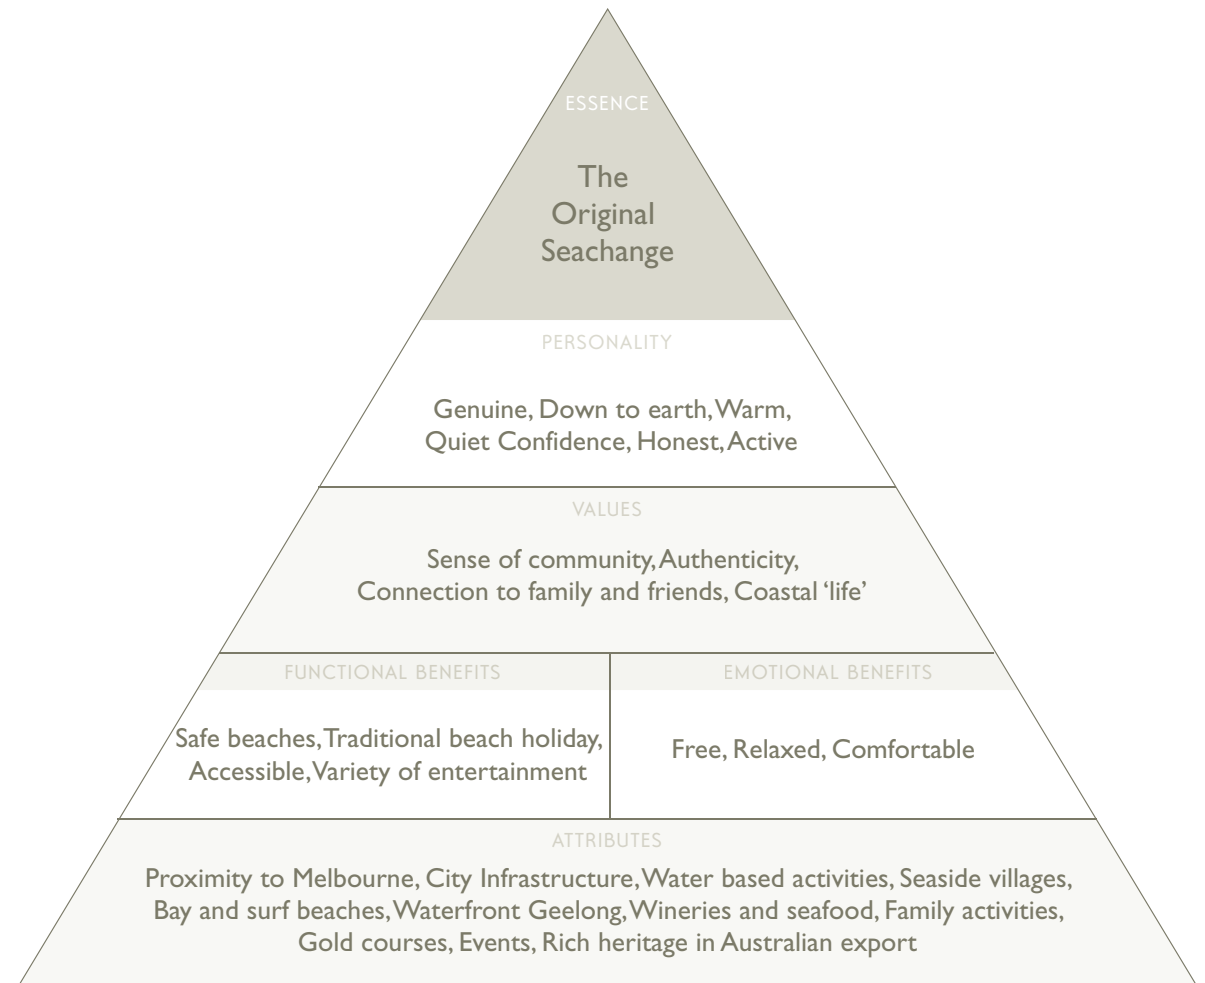 ESSENCE
The
Original
Seachange
PERSONALITY
Genuine, Down to earth, Warm,
Quiet Confidence, Honest, Active
VALUES
Sense of community, Authenticity,
Connection to family and friends, Coastal ‘life’
FUNCTIONAL BENEFITS
Safe beaches, Traditional beach holiday,
Accessible, Variety of entertainment
EMOTIONAL BENEFITS
Free, Relaxed, Comfortable
ATTRIBUTES
Proximity to Melbourne, City Infrastructure, Water based activities, Seaside villages,
Bay and surf beaches, Waterfront Geelong, Wineries and seafood, Family activities,
Gold courses, Events, Rich heritage in Australian export